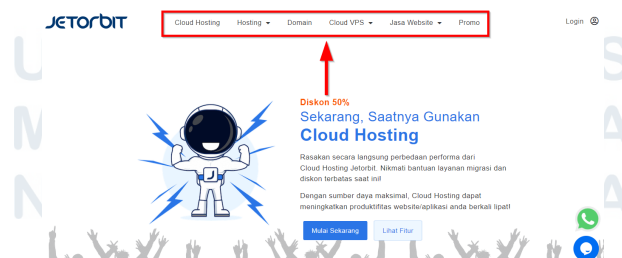 JETORBIT
Cloud Hosting Hosting Domain Cloud VPS Jasa Website Promo
Login
Diskon 50%
Sekarang, Saatnya Gunakan
Cloud Hosting
Rasakan secara langsung perbedaan performa dari
Cloud Hosting Jetorbit. Nikmati bantuan layanan migrasi dan
diskon terbatas saat ini!
Dengan sumber daya maksimal, Cloud Hosting dapat
meningkatkan produktifitas website/aplikasi anda berkali lipat!
Mulai Sekarang Lihat Fitur